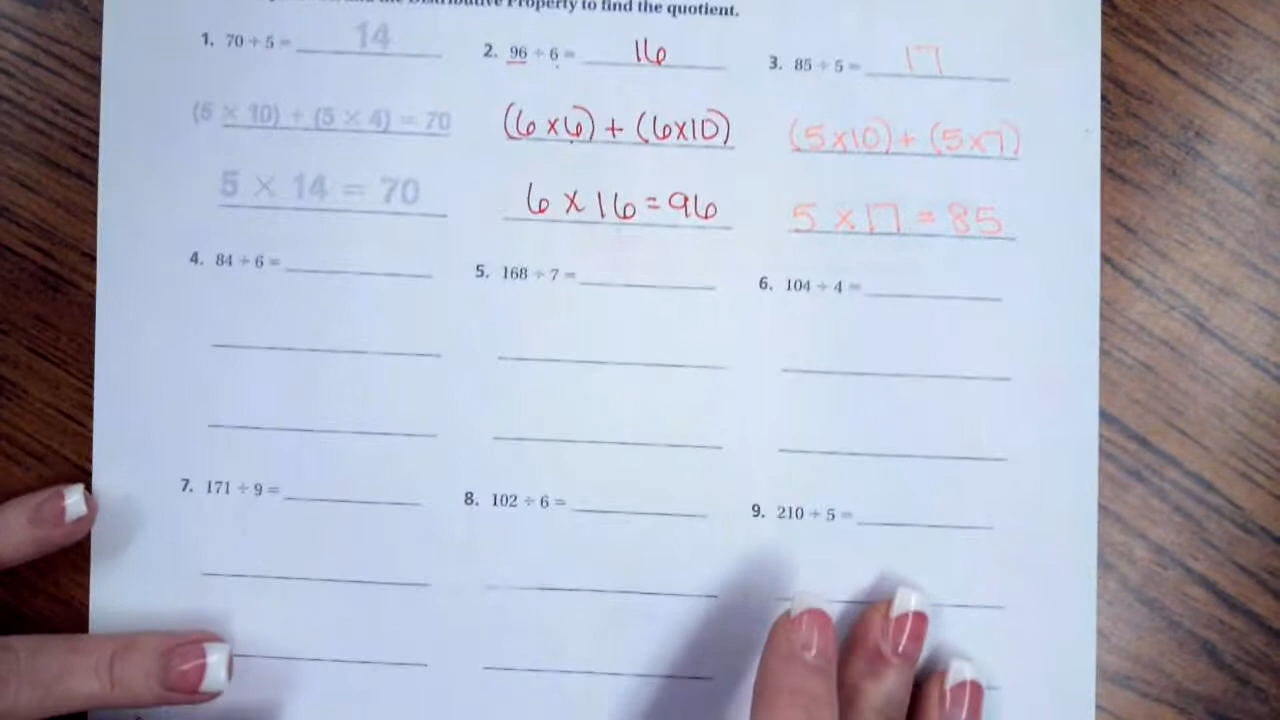 Distributive Property to find the quotient.
1. 70 ÷ 5 = 14
(5 × 10) + (5 × 4) = 70
5 × 14 = 70
2. 96 ÷ 6 = 16
(6 x 6) + (6x10)
6 x 16 = 96
3. 85 ÷ 5 = 17
(5x10) + (5x7)
5 x 17 = 85
4. 84 ÷ 6 =
5. 168 ÷ 7 =
6. 104 ÷ 4 =
7. 171 ÷ 9 =
8. 102 ÷ 6 =
9. 210 ÷ 5 =